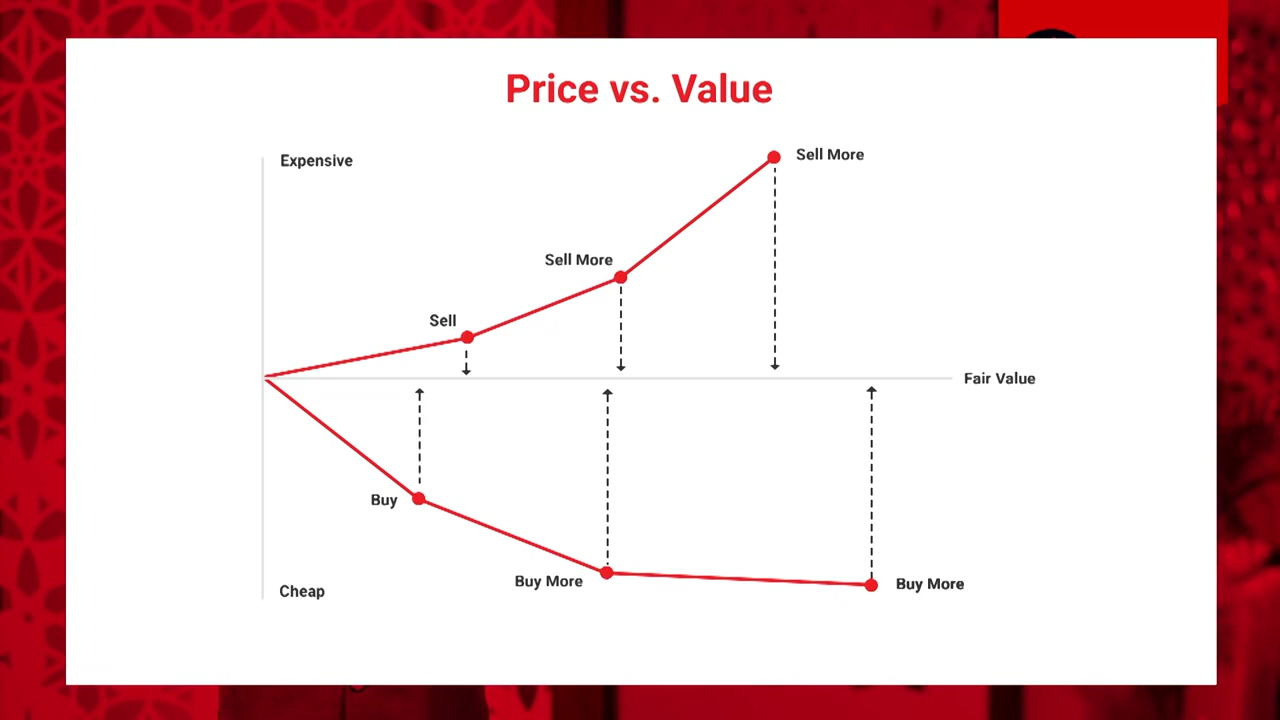 Price vs. Value
Expensive
Sell More
Sell More
Sell
Fair Value
Buy
Buy More
Buy More
Cheap